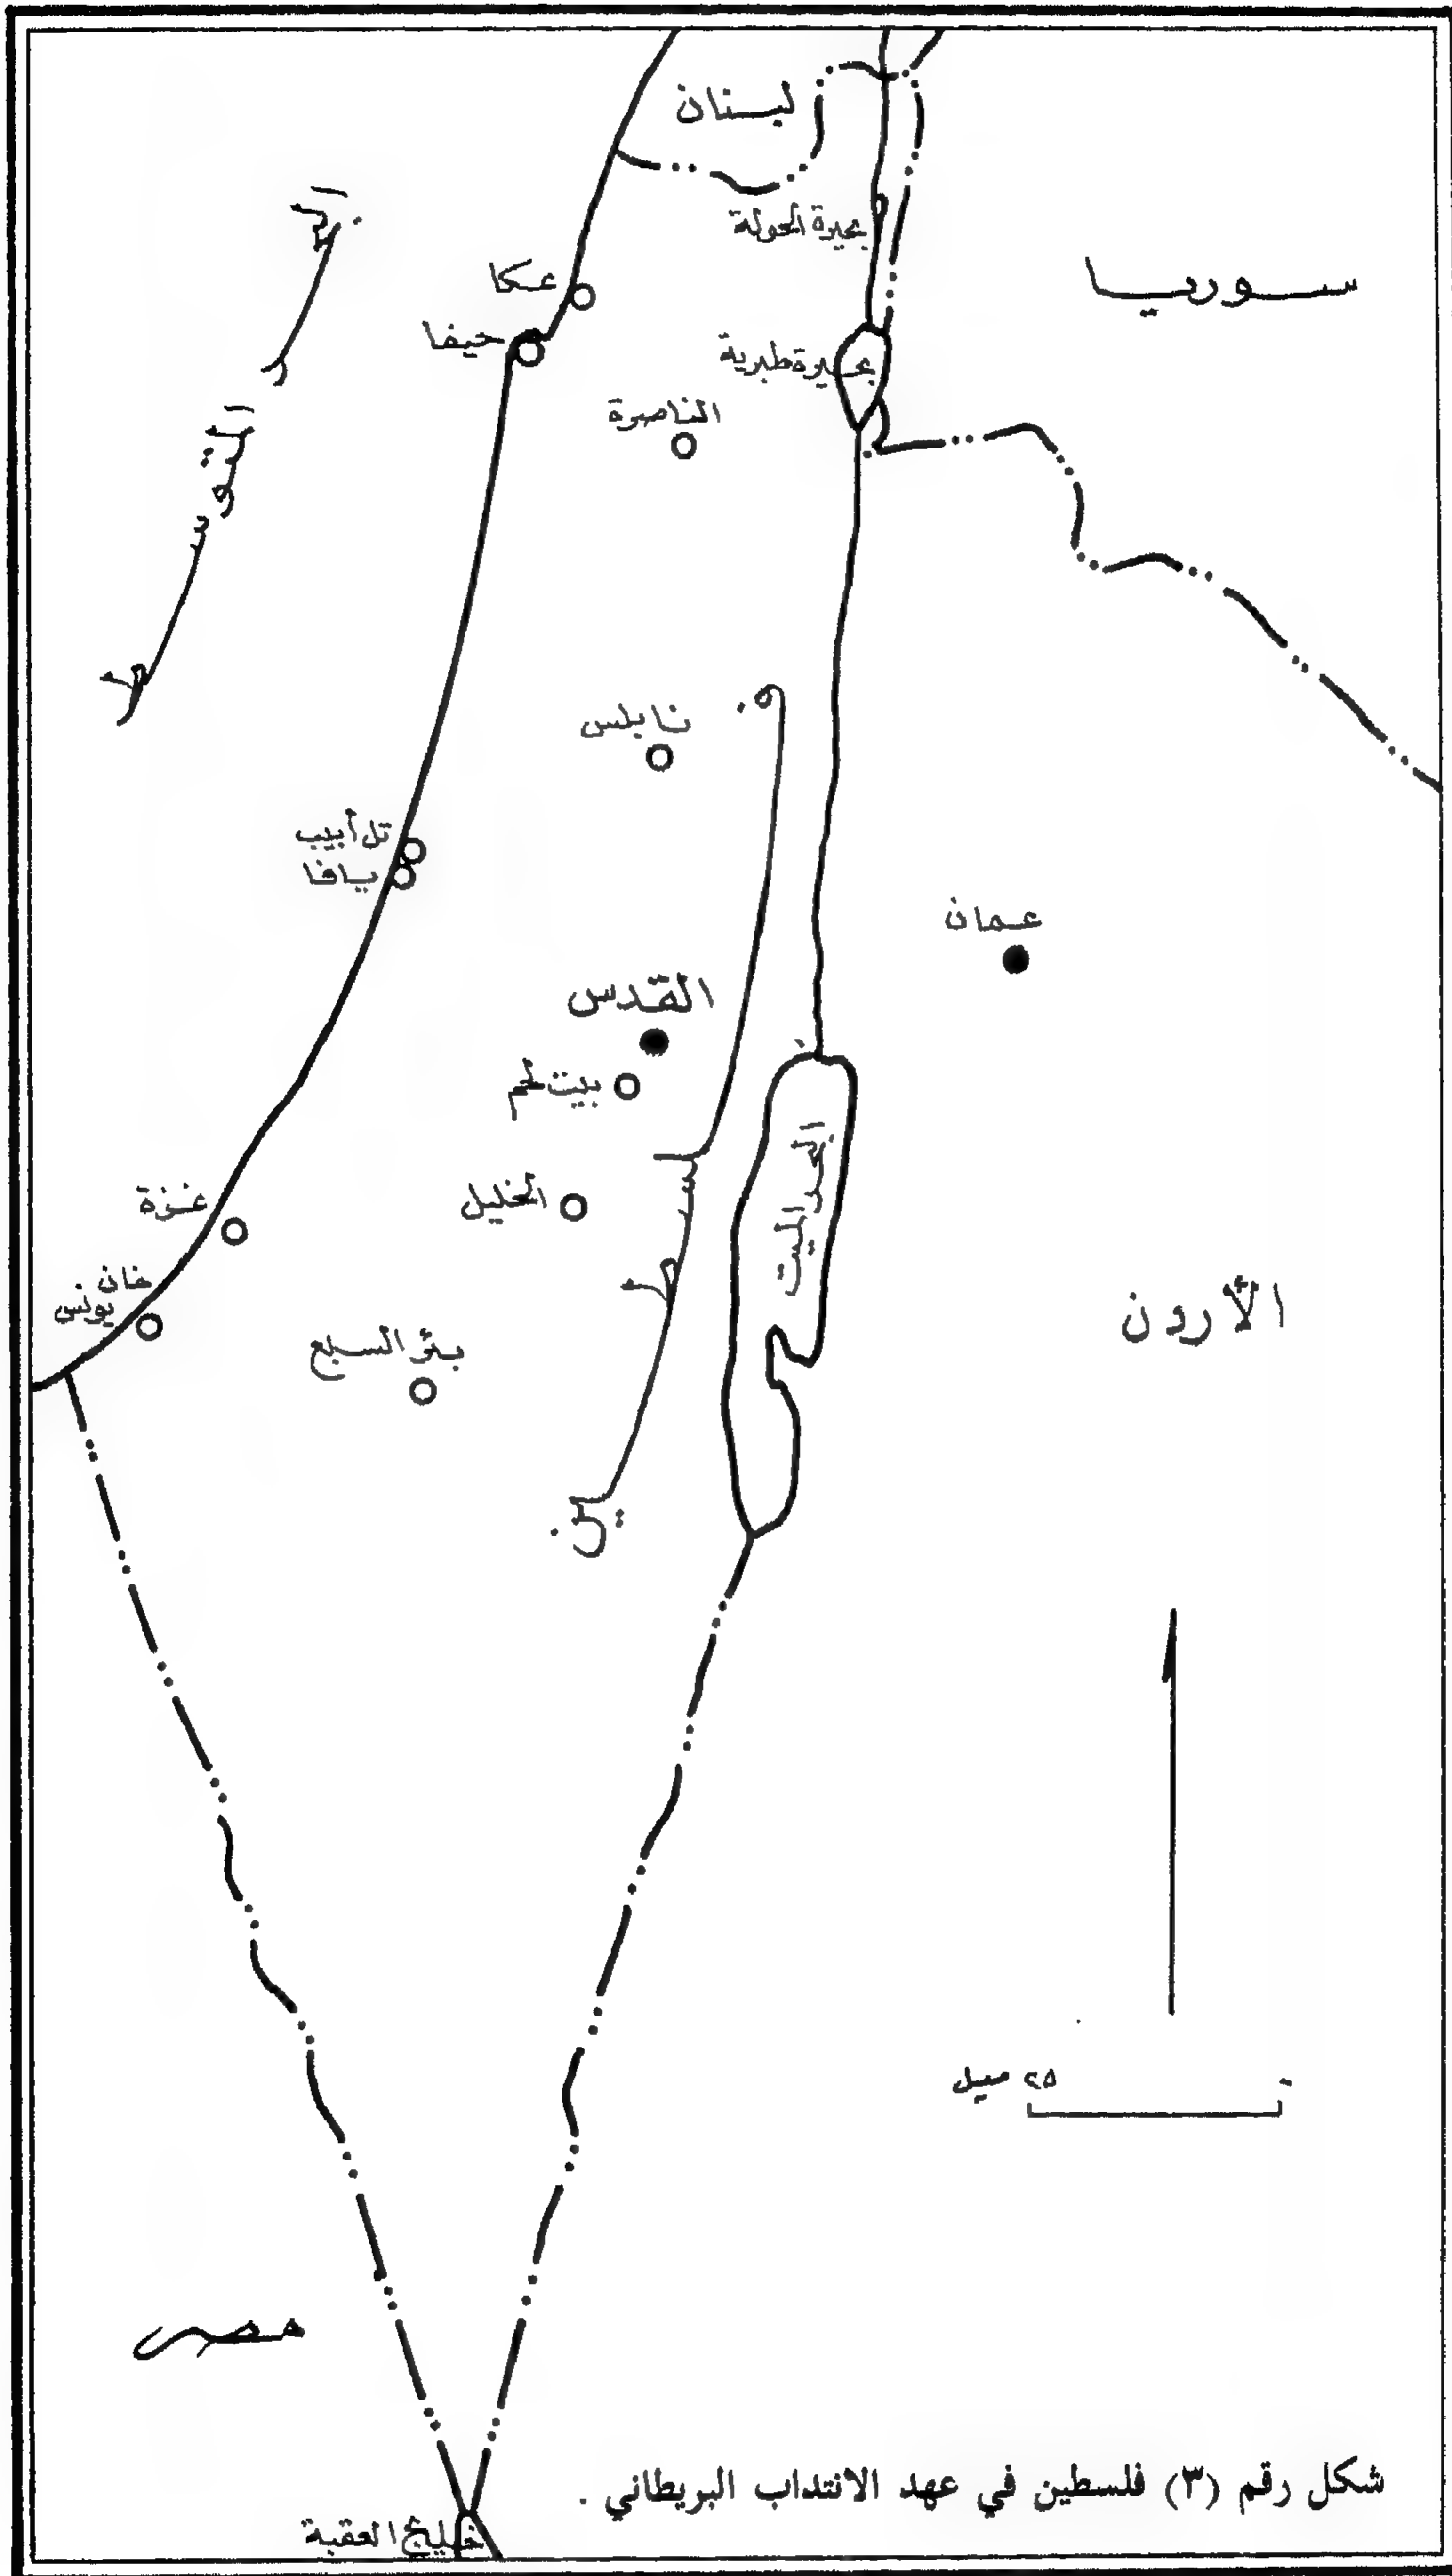 لبنان
بحيرة الحولة
سوريا
البحر المتوسط
عكا
حيفا
بحيرة طبرية
الناصرة
نابلس
فلسطين
تل أبيب
يافا
عمان
القدس
بيت لحم
البحر الميت
الخليل
غزة
خان
يونس
بئر السبع
الأردن
٢٥ ميل
مصر
شكل رقم (٣) فلسطين في عهد الانتداب البريطاني .
خليج العقبة